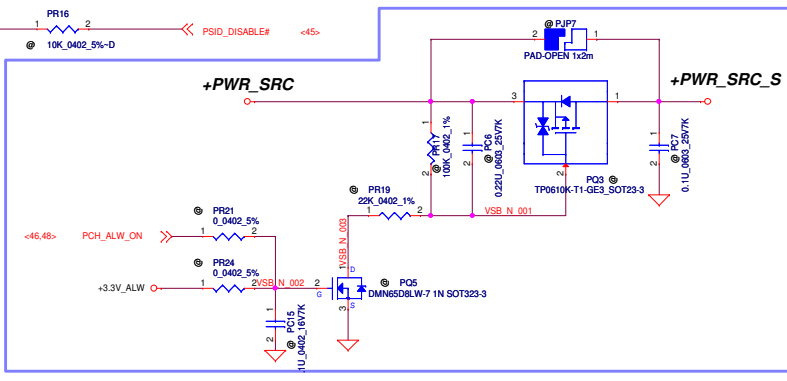 PR16
1 2
@ 10K_0402_5%~D
PSID_DISABLE# <45>
@ PJP7
2 1
PAD-OPEN 1x2m
+PWR_SRC
+PWR_SRC_S
3 1
1
2
@ PR17
100K_0402_1%
1
2
@ PC6
0.22U_0603_25V7K
2
PQ3 @
TP0610K-T1-GE3_SOT23-3
1
2
@ PC7
0.1U_0603_25V7K
@ PR19
22K_0402_1%
1 2
VSB_N_001
VSB_N_003
@ PR21
0_0402_5%
<46,48> PCH_ALW_ON
1 2
@ PR24
0_0402_5%
+3.3V_ALW
1 2
VSB_N_002
2
G
1 D
S
3
@ PQ5
DMN65D8LW-7 1N SOT323-3
1
2
@ PC15
.1U_0402_16V7K